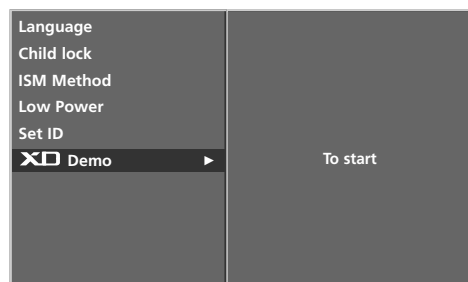 Language
Child lock
ISM Method
Low Power
Set ID
XD Demo ►
To start